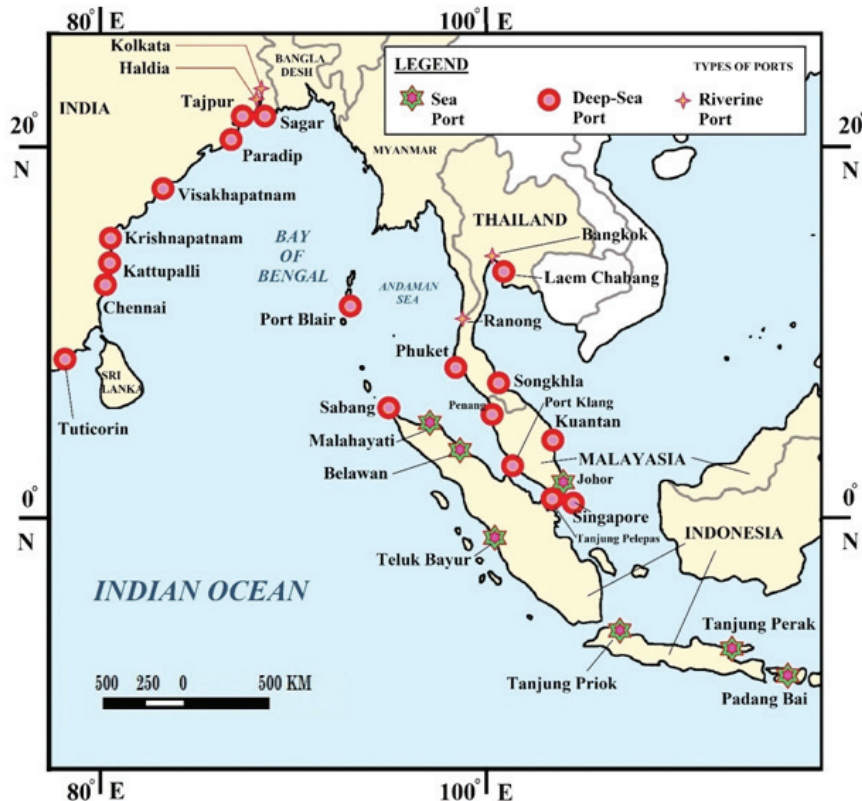 80° E
100° E
Kolkata
Haldia
BANGLA
DESH
INDIA
Tajpur
Sagar
Paradip
LEGEND
TYPES OF PORTS
Sea
Port
Deep-Sea
Port
Riverine
Port
20°
N
20°
N
MYANMAR
Visakhapatnam
THAILAND
Krishnapatnam
BAY
OF
BENGAL
Bangkok
Kattupalli
Laem Chabang
Chennai
ANDAMAN
SEA
Port Blair
Ranong
SRI
LANKA
Phuket
Songkhla
Port Klang
Tuticorin
Sabang
Penang
Kuantan
Malahayati
Belawan
MALAYASIA
Johor
0°
N
0°
N
Singapore
Tanjung Pelepas
INDONESIA
Teluk Bayur
INDIAN OCEAN
Tanjung Perak
500 250 0 500 KM
Tanjung Priok
Padang Bai
80° E
100° E